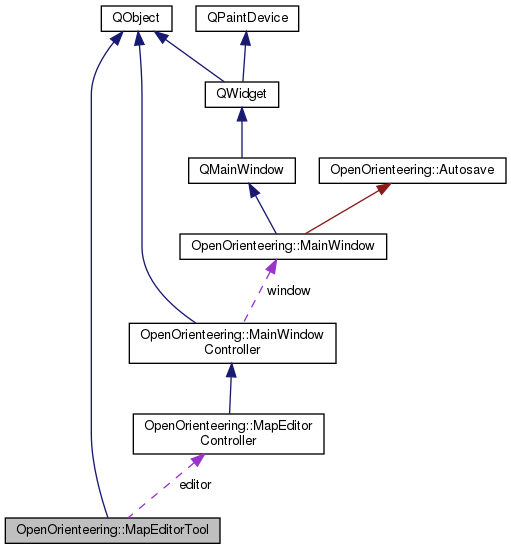 QObject
QPaintDevice
QWidget
QMainWindow
OpenOrienteering::Autosave
OpenOrienteering::MainWindow
window
OpenOrienteering::MainWindow
Controller
OpenOrienteering::MapEditor
Controller
editor
OpenOrienteering::MapEditorTool